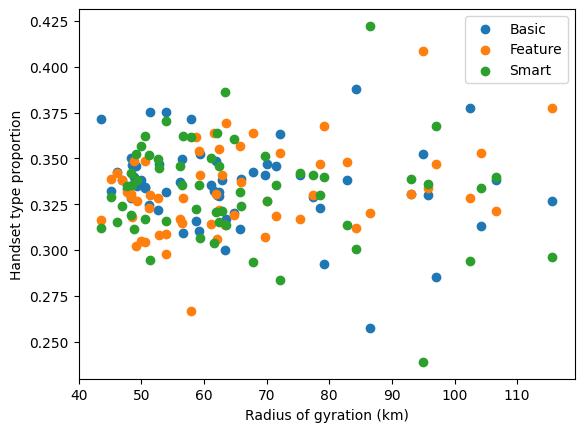 0.425
0.400
0.375
0.350
0.325
0.300
0.275
0.250
Handset type proportion
40 50 60 70 80 90 100 110
Radius of gyration (km)
Basic
Feature
Smart